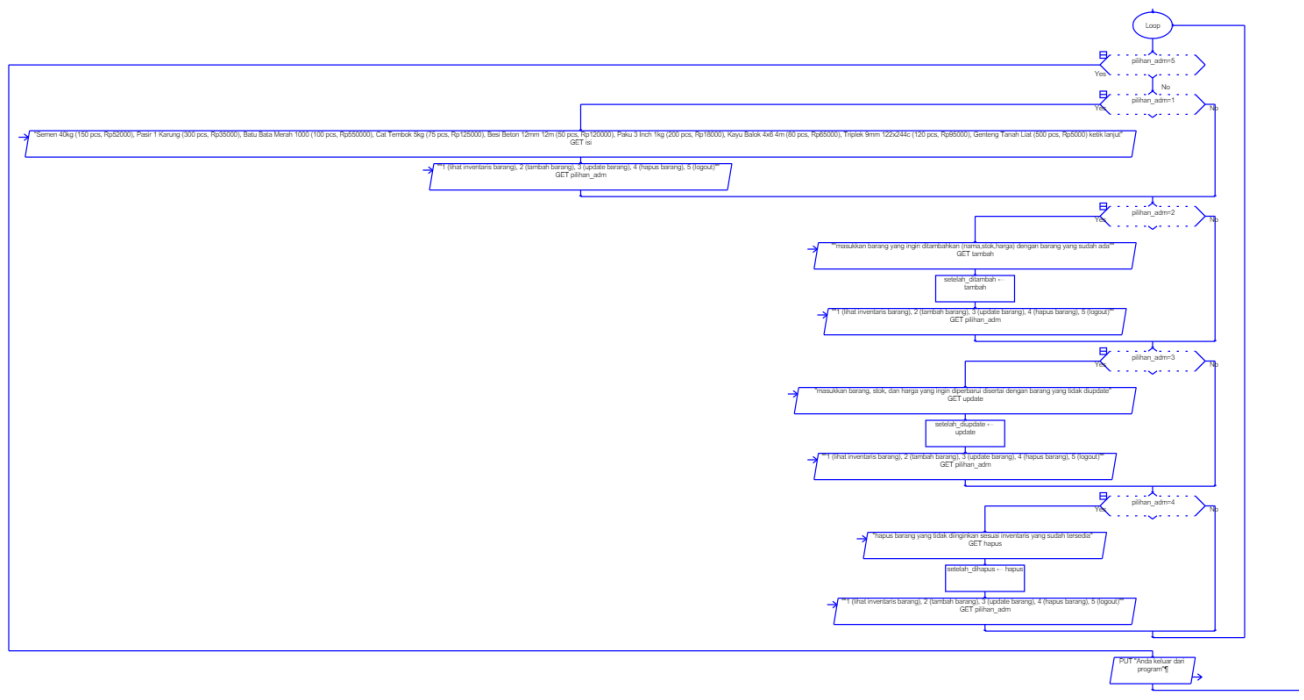 Loop
pilihan_adm=5
Yes
No
pilihan_adm=1
Yes
No
"Semen 40kg (150 pcs, Rp52000), Pasir 1 Karung (300 pcs, Rp35000), Batu Bata Merah 1000 (100 pcs, Rp550000), Cat Tembok 5kg (75 pcs, Rp125000), Besi Beton 12mm 12m (50 pcs, Rp120000), Paku 3 Inch 1kg (200 pcs, Rp18000), Kayu Balok 4x6 4m (80 pcs, Rp65000), Triplek 9mm 122x244c (120 pcs, Rp95000), Genteng Tanah Liat (500 pcs, Rp5000) ketik lanjut"
GET isi
""1 (lihat inventaris barang), 2 (tambah barang), 3 (update barang), 4 (hapus barang), 5 (logout)""
GET pilihan_adm
pilihan_adm=2
Yes
No
""masukkan barang yang ingin ditambahkan (nama,stok,harga) dengan barang yang sudah ada""
GET tambah
setelah_ditambah ←
tambah
""1 (lihat inventaris barang), 2 (tambah barang), 3 (update barang), 4 (hapus barang), 5 (logout)""
GET pilihan_adm
pilihan_adm=3
Yes
No
"masukkan barang, stok, dan harga yang ingin diperbarui disertai dengan barang yang tidak diupdate"
GET update
setelah_diupdate ←
update
""1 (lihat inventaris barang), 2 (tambah barang), 3 (update barang), 4 (hapus barang), 5 (logout)""
GET pilihan_adm
pilihan_adm=4
Yes
No
"hapus barang yang tidak diinginkan sesuai inventaris yang sudah tersedia"
GET hapus
setelah_dihapus ← hapus
""1 (lihat inventaris barang), 2 (tambah barang), 3 (update barang), 4 (hapus barang), 5 (logout)""
GET pilihan_adm
PUT "Anda keluar dari
program"¶